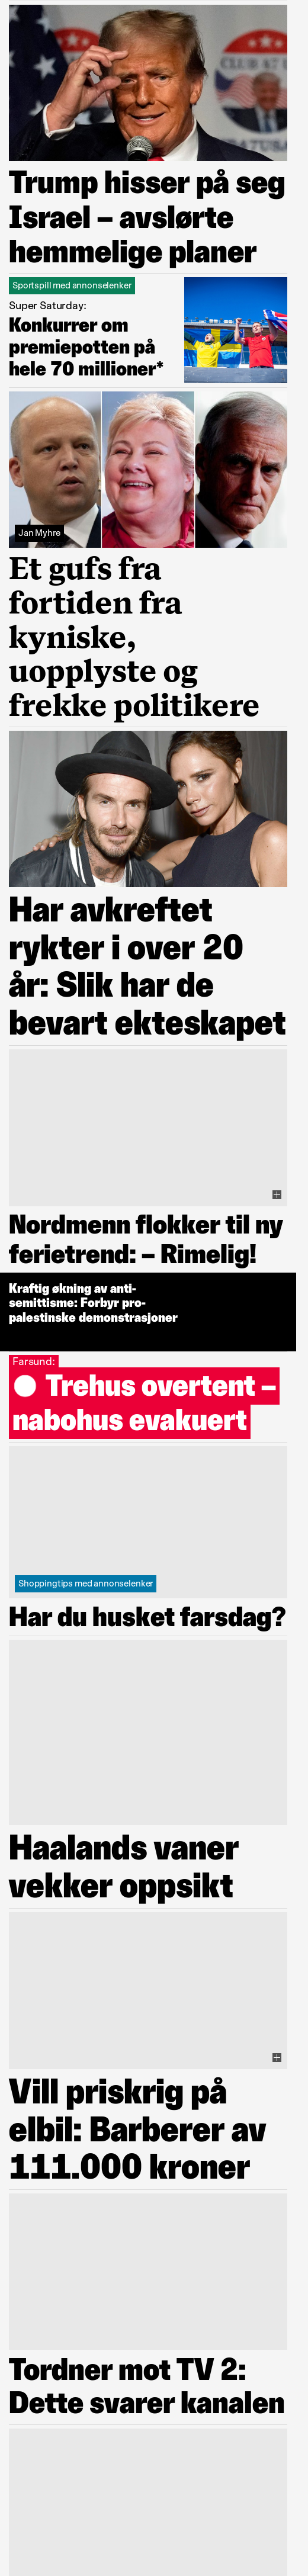 Trump hisser på seg
Israel – avslørte
hemmelige planer
Sportspill med annonselenker
Super Saturday:
Konkurrer om
premiepotten på
hele 70 millioner*
Jan Myhre
Et gufs fra
fortiden fra
kyniske,
uopplyste og
frekke politikere
Har avkreftet
rykter i over 20
år: Slik har de
bevart ekteskapet
Nordmenn flokker til ny
ferietrend: – Rimelig!
Kraftig økning av anti-
semittisme: Forbyr pro-
palestinske demonstrasjoner
Farsund:
Trehus overtent –
nabohus evakuert
Shoppingtips med annonselenker
Har du husket farsdag?
Haalands vaner
vekker oppsikt
Vill priskrig på
elbil: Barberer av
111.000 kroner
Tordner mot TV 2:
Dette svarer kanalen